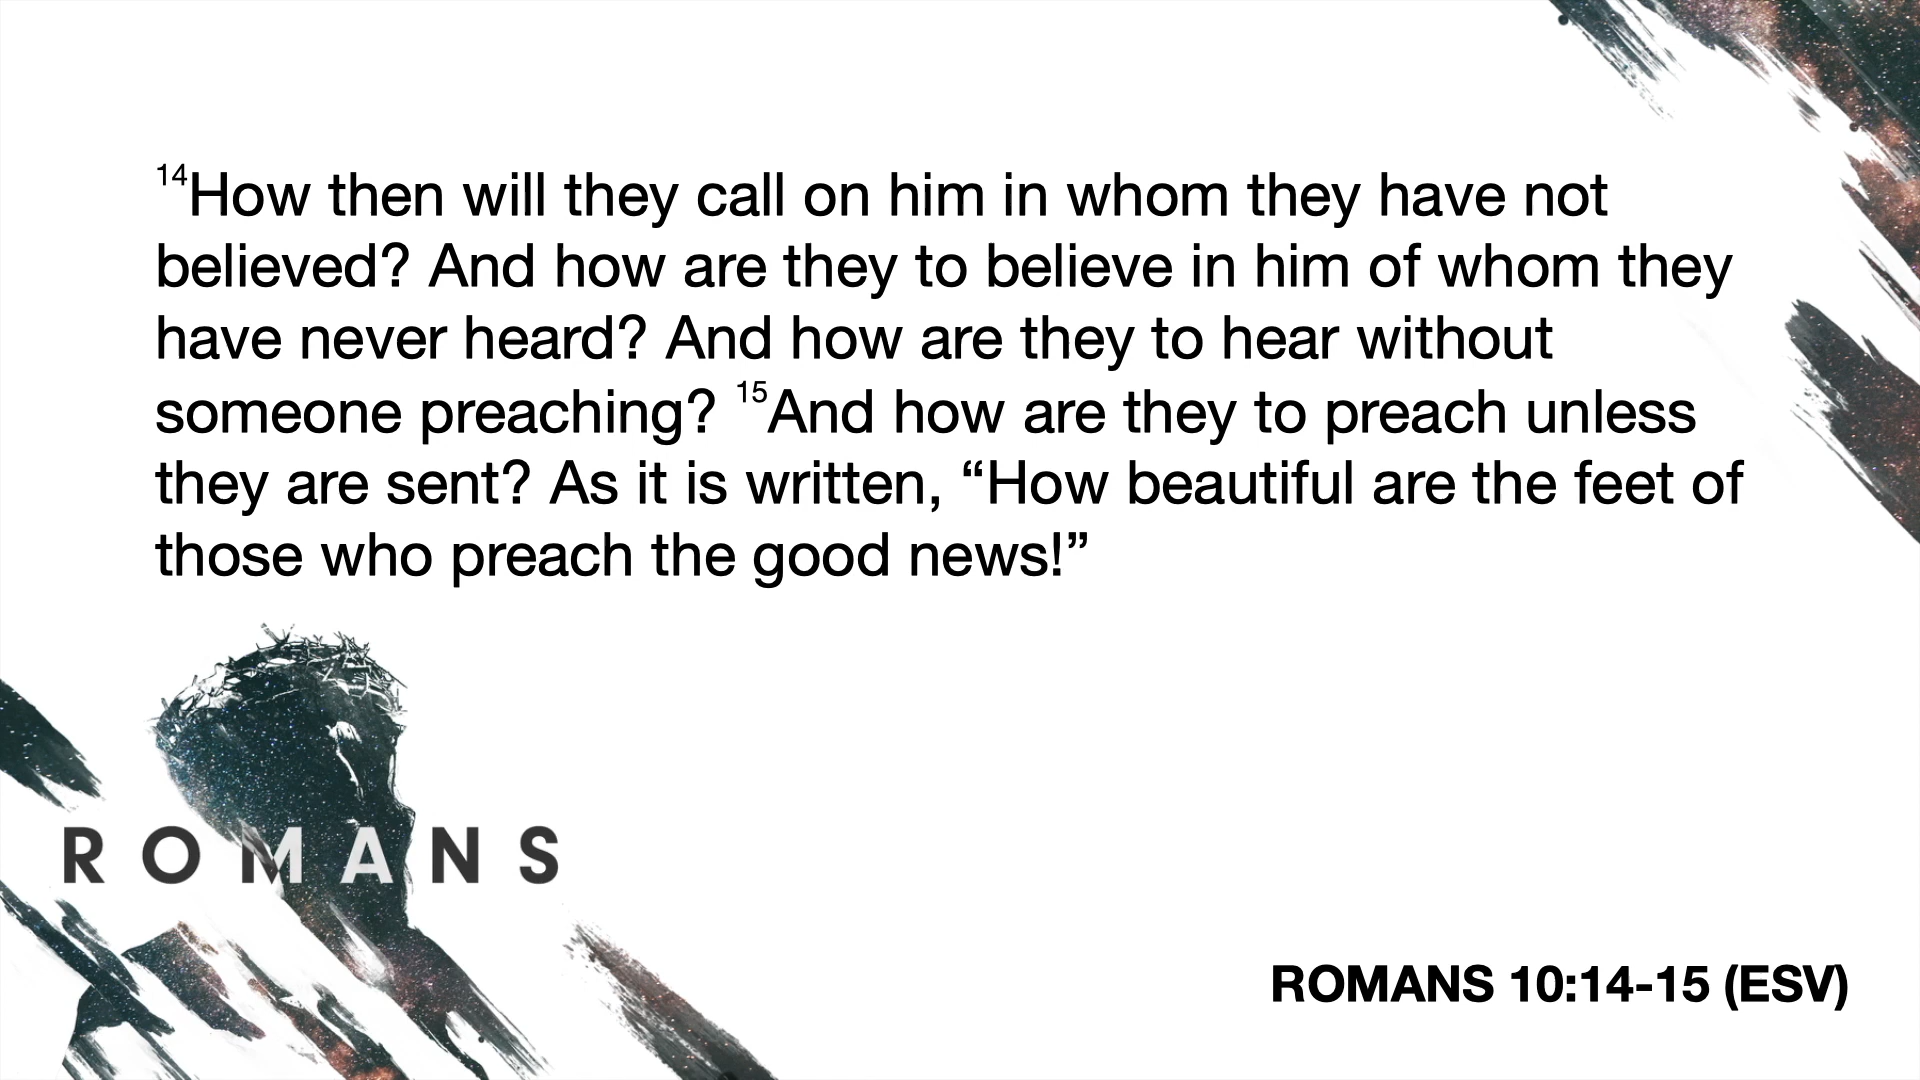 ¹⁴How then will they call on him in whom they have not
believed? And how are they to believe in him of whom they
have never heard? And how are they to hear without
someone preaching? ¹⁵And how are they to preach unless
they are sent? As it is written, “How beautiful are the feet of
those who preach the good news!”
ROMANS
ROMANS 10:14-15 (ESV)